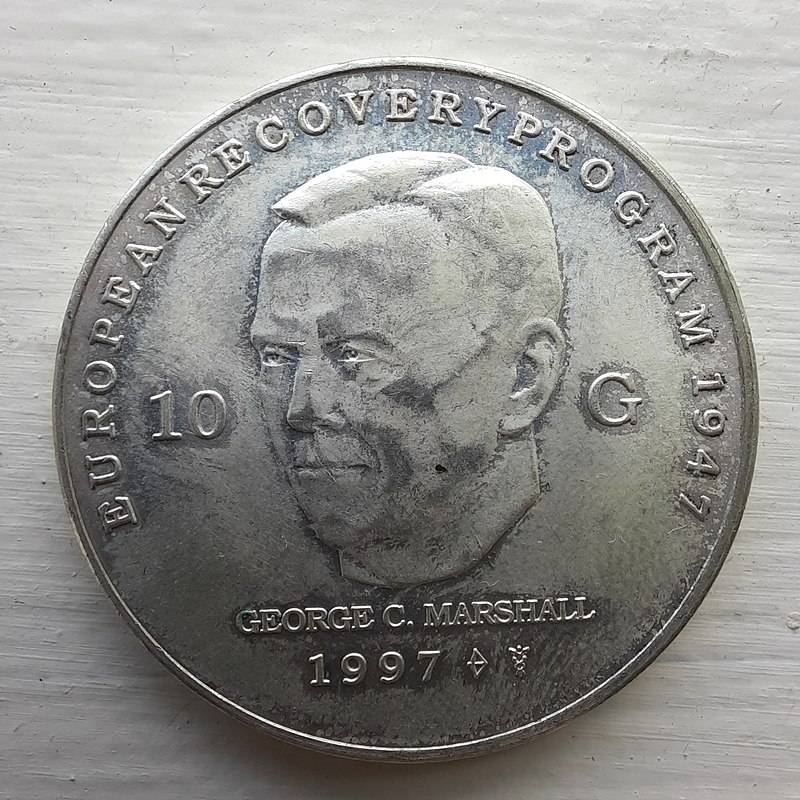 EUROPEAN RECOVERY PROGRAM 1947
10 G
GEORGE C. MARSHALL
1997